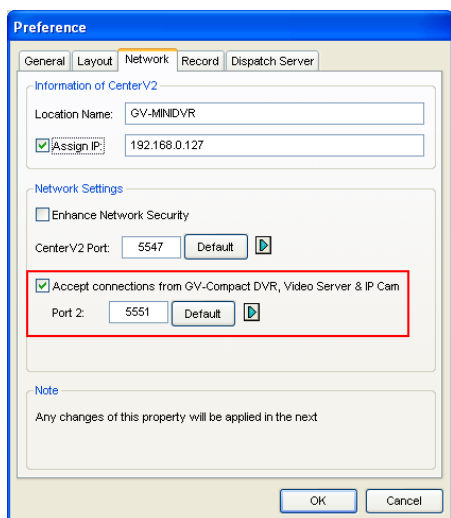 Preference
General Layout Network Record Dispatch Server
Information of CenterV2
Location Name: GV-MINIDVR
Assign IP: 192.168.0.127
Network Settings
Enhance Network Security
CenterV2 Port: 5547 Default
Accept connections from GV-Compact DVR, Video Server & IP Cam
Port 2: 5551 Default
Note
Any changes of this property will be applied in the next
OK Cancel